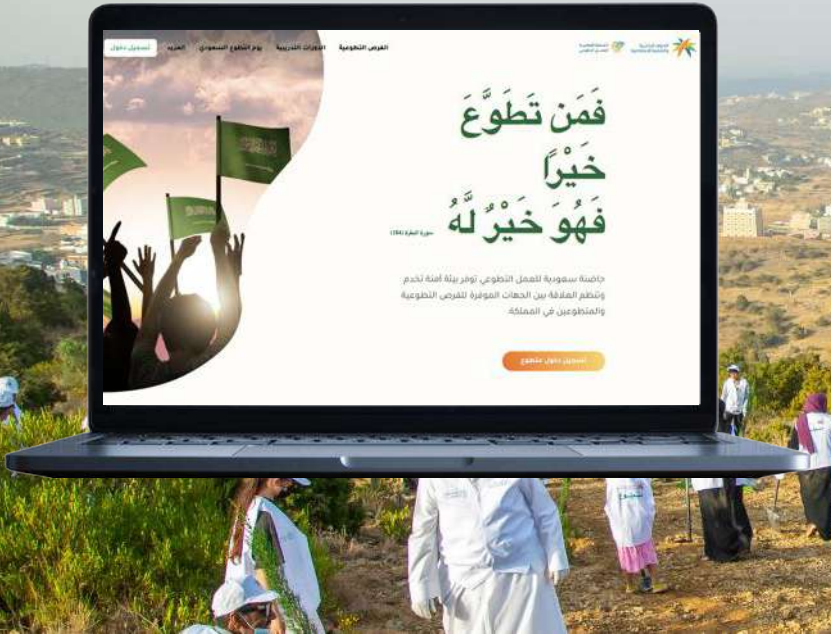 الفرص التطوعية الدورات التدريبية يوم التطوع السعودي المزيد تسجيل دخول
فَمَن تَطَوَّعَ
خَيْرًا
فَهُوَ خَيْرٌ لَّهُ
سورة البقرة (184)
حاضنة سعودية للعمل التطوعي توفر بيئة آمنة تخدم
وتنظم العلاقة بين الجهات الموفرة للفرص التطوعية
والمتطوعين في المملكة.
تسجيل دخول متطوع